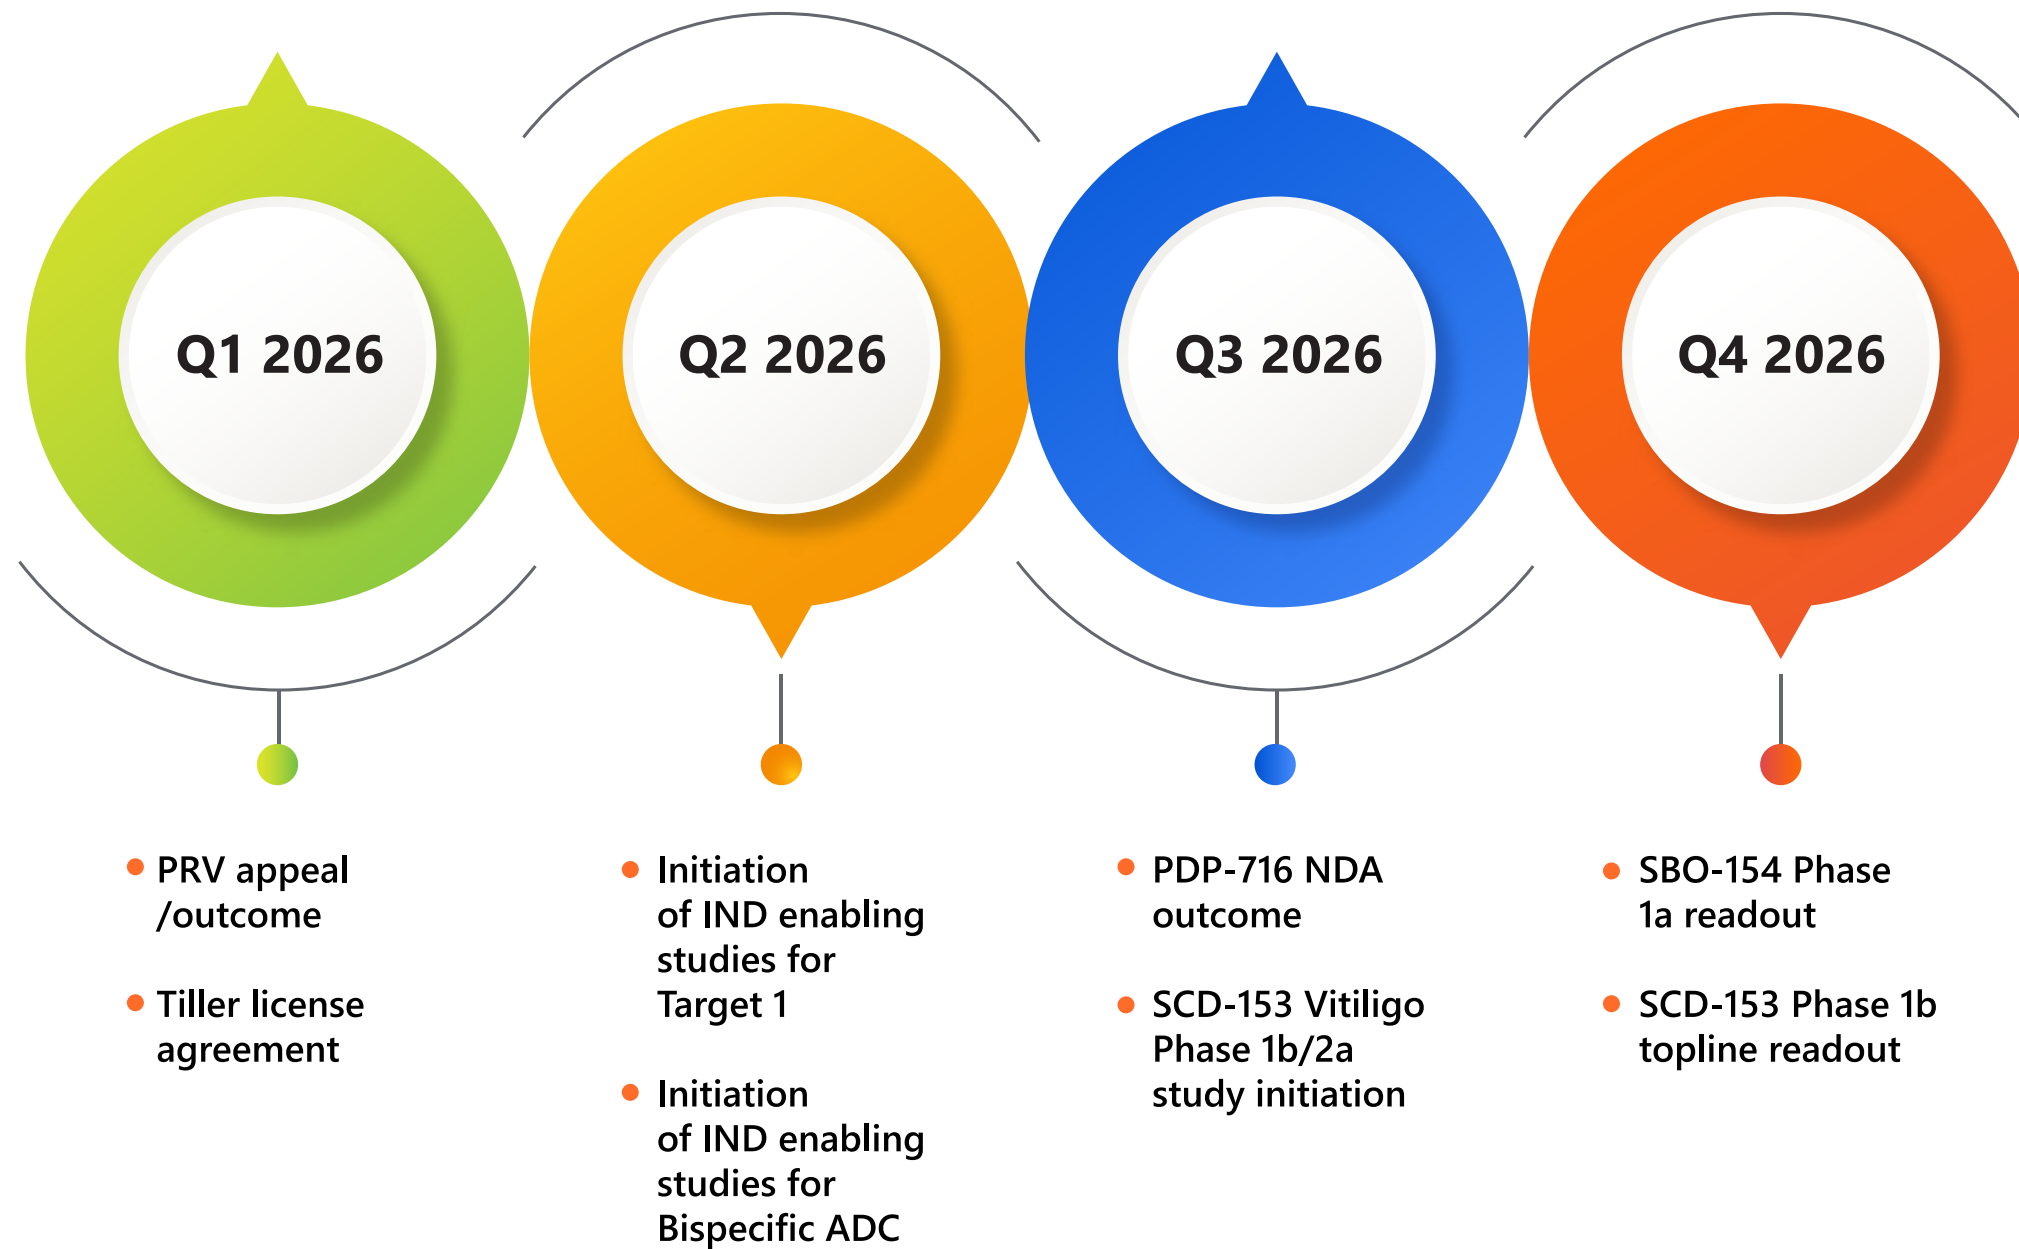 Q1 2026
Q2 2026
Q3 2026
Q4 2026
PRV appeal
/outcome
Tiller license
agreement
Initiation
of IND enabling
studies for
Target 1
Initiation
of IND enabling
studies for
Bispecific ADC
PDP-716 NDA
outcome
SCD-153 Vitiligo
Phase 1b/2a
study initiation
SBO-154 Phase
1a readout
SCD-153 Phase 1b
topline readout